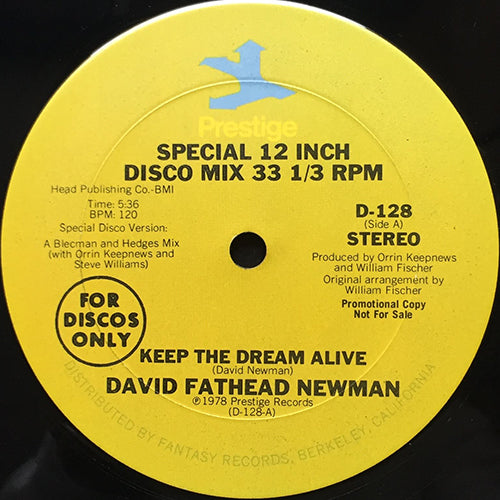 Prestige
SPECIAL 12 INCH
DISCO MIX 33 1/3 RPM
Head Publishing Co.-BMI
Time: 5:36
BPM: 120
Special Disco Version:
A Blecman and Hedges Mix
(with Orrin Keepnews and
Steve Williams)
D-128
(Side A)
STEREO
Produced by Orrin Keepnews
and William Fischer
Original arrangement by
William Fischer
Promotional Copy
Not For Sale
FOR
DISCOS
ONLY
KEEP THE DREAM ALIVE
(David Newman)
DAVID FATHEAD NEWMAN
℗1978 Prestige Records
(D-128-A)
DISTRIBUTED BY FANTASY RECORDS, BERKELEY, CALIFORNIA